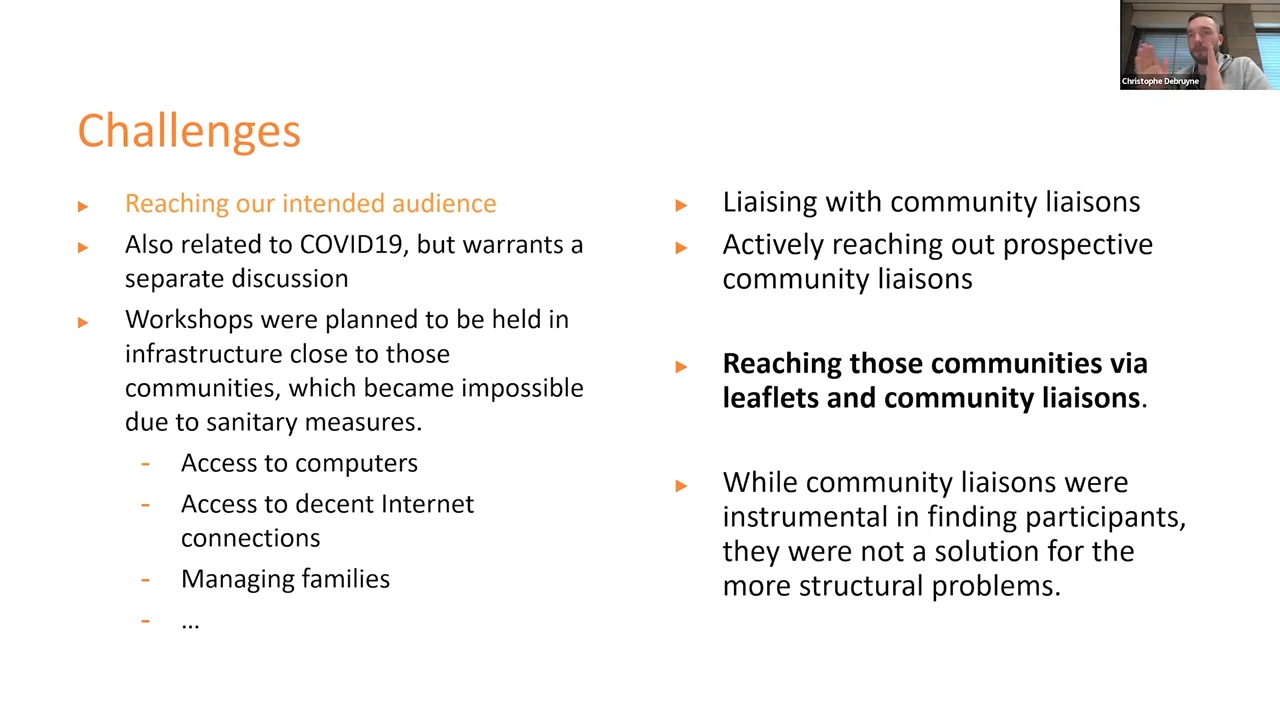 Christophe Debruyne
Challenges
Reaching our intended audience
Also related to COVID19, but warrants a
separate discussion
Workshops were planned to be held in
infrastructure close to those
communities, which became impossible
due to sanitary measures.
- Access to computers
- Access to decent Internet
connections
- Managing families
- ...
Liaising with community liaisons
Actively reaching out prospective
community liaisons
Reaching those communities via
leaflets and community liaisons.
While community liaisons were
instrumental in finding participants,
they were not a solution for the
more structural problems.